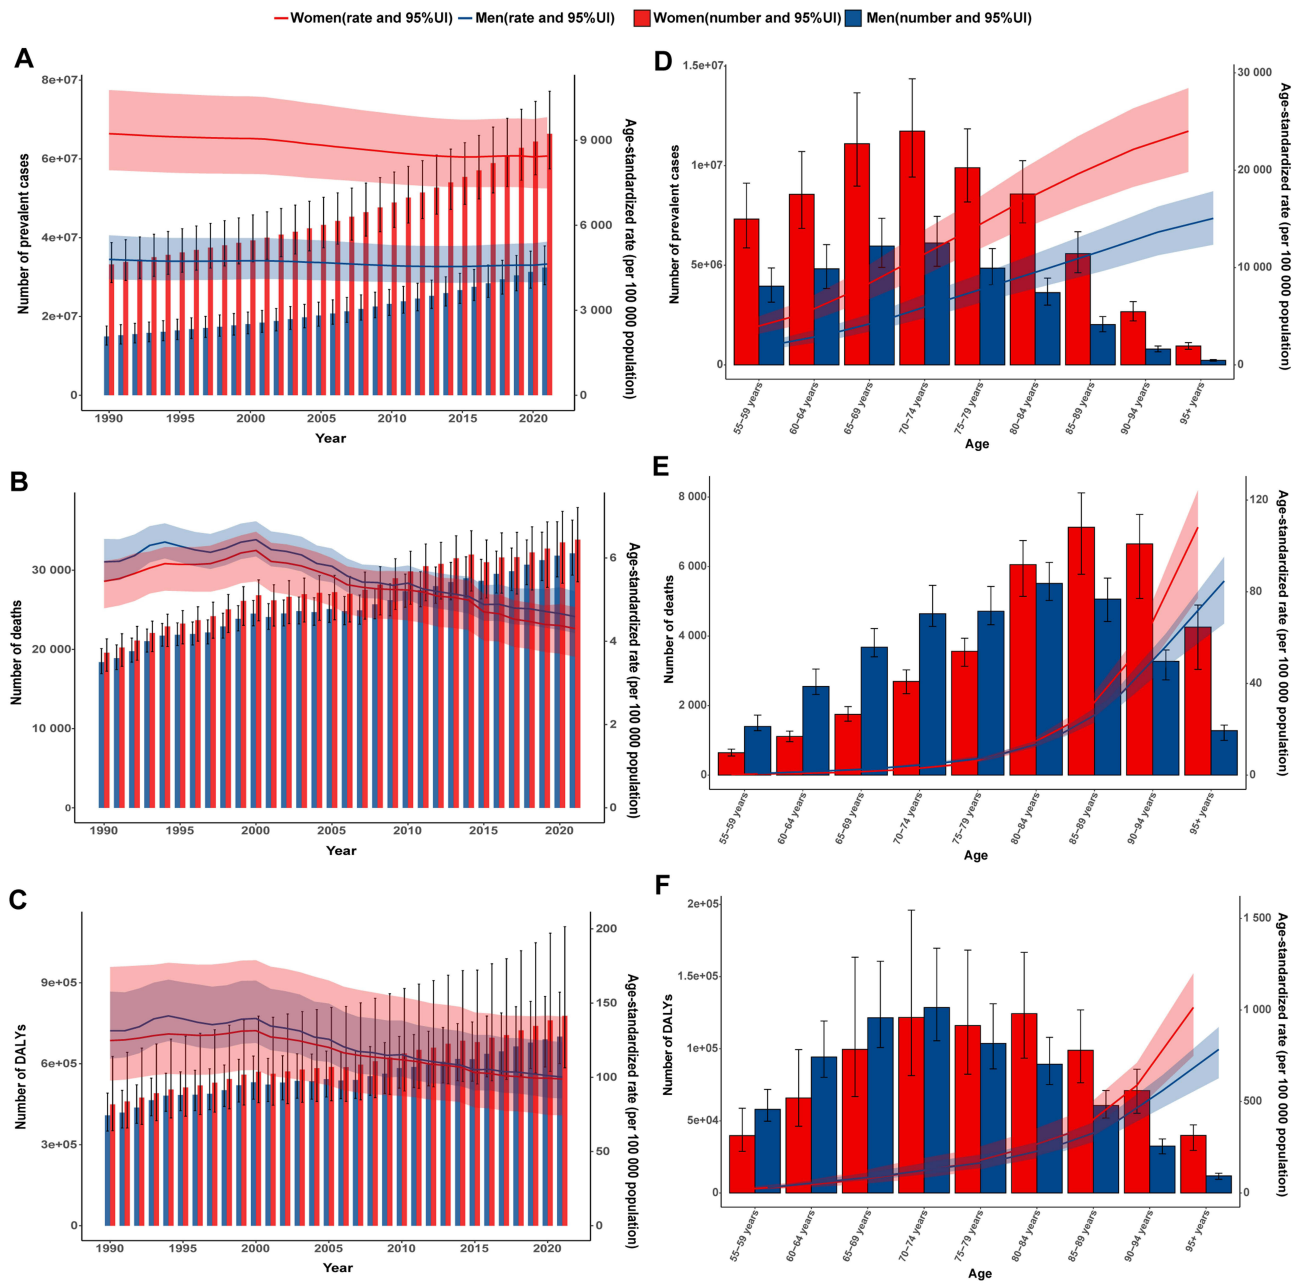 Women(rate and 95%UI) Men(rate and 95%UI) Women(number and 95%UI) Men(number and 95%UI)
A
Number of prevalent cases
8e+07
6e+07
4e+07
2e+07
0
9 000
6 000
3 000
0
Age-standardized rate (per 100 000 population)
1990 1995 2000 2005 2010 2015 2020
Year
D
Number of prevalent cases
1.5e+07
1e+07
5e+06
0
30 000
20 000
10 000
0
Age-standardized rate (per 100 000 population)
55–59 years 60–64 years 65–69 years 70–74 years 75–79 years 80–84 years 85–89 years 90–94 years 95+ years
Age
B
Number of deaths
30 000
20 000
10 000
0
6
4
2
0
Age-standardized rate (per 100 000 population)
1990 1995 2000 2005 2010 2015 2020
Year
E
Number of deaths
8 000
6 000
4 000
2 000
0
120
80
40
0
Age-standardized rate (per 100 000 population)
55–59 years 60–64 years 65–69 years 70–74 years 75–79 years 80–84 years 85–89 years 90–94 years 95+ years
Age
C
Number of DALYs
9e+05
6e+05
3e+05
0
200
150
100
50
0
Age-standardized rate (per 100 000 population)
1990 1995 2000 2005 2010 2015 2020
Year
F
Number of DALYs
2e+05
1.5e+05
1e+05
5e+04
0
1 500
1 000
500
0
Age-standardized rate (per 100 000 population)
55–59 years 60–64 years 65–69 years 70–74 years 75–79 years 80–84 years 85–89 years 90–94 years 95+ years
Age